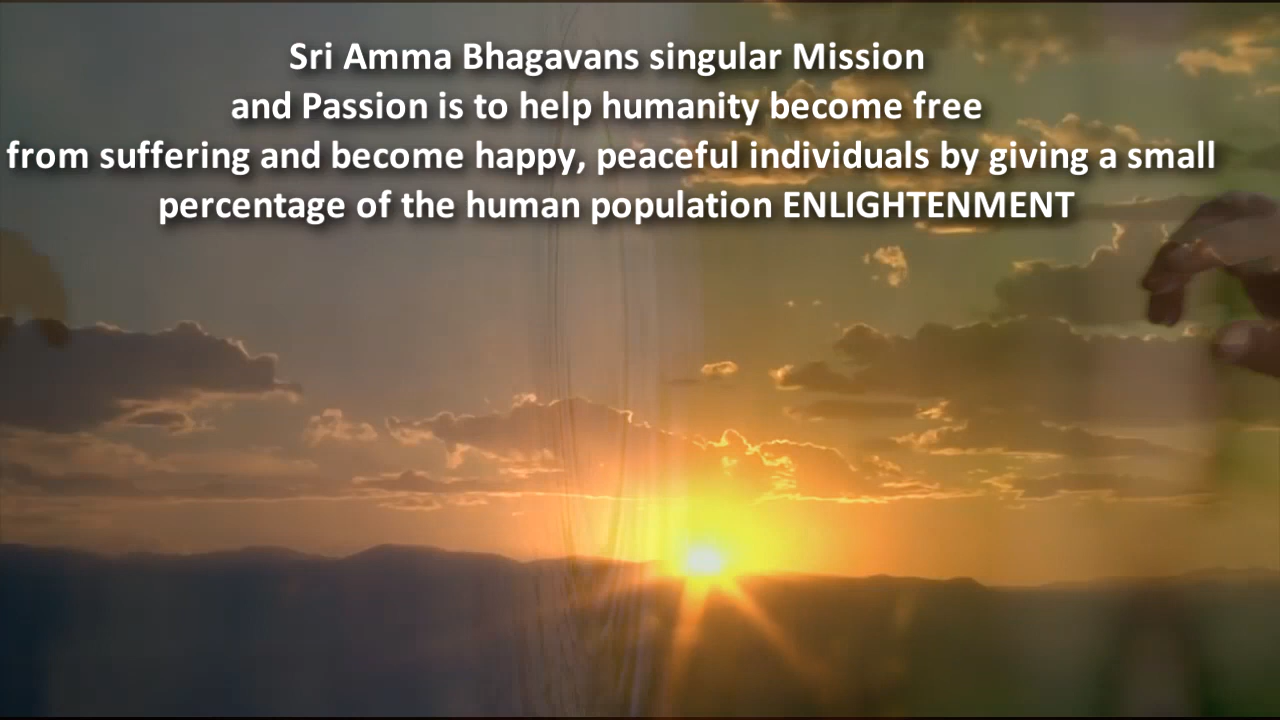 Sri Amma Bhagavans singular Mission
and Passion is to help humanity become free
from suffering and become happy, peaceful individuals by giving a small
percentage of the human population ENLIGHTENMENT